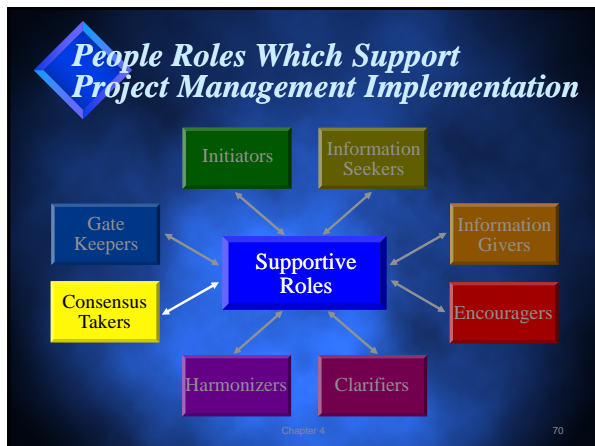 People Roles Which Support
Project Management Implementation
Initiators
Information
Seekers
Gate
Keepers
Information
Givers
Supportive
Roles
Consensus
Takers
Encouragers
Harmonizers
Clarifiers
Chapter 4
70